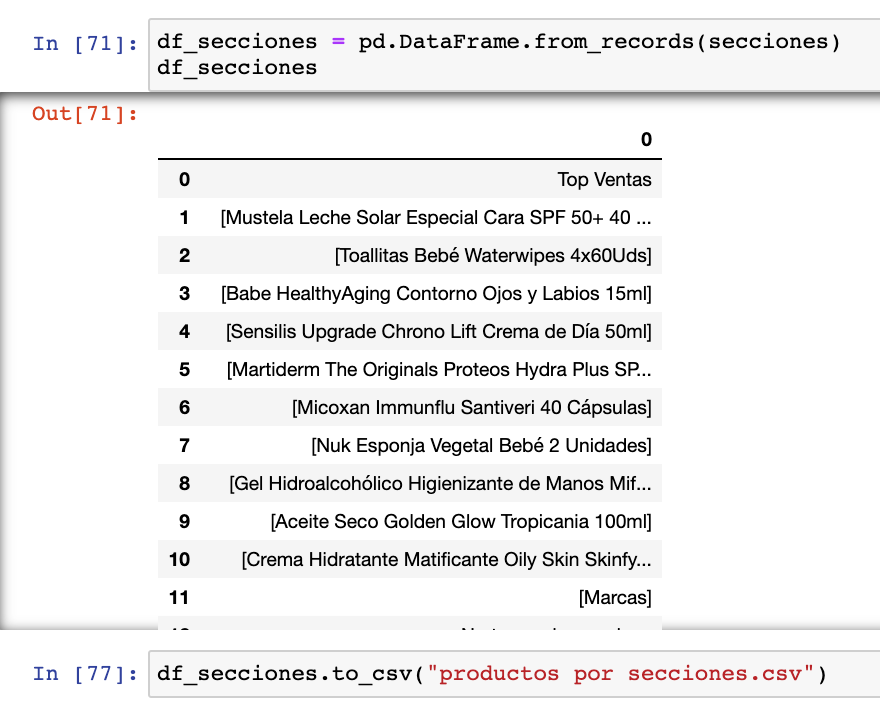 In [71]: df_secciones = pd.DataFrame.from_records(secciones)
df_secciones
Out[71]:
0
0 Top Ventas
1 [Mustela Leche Solar Especial Cara SPF 50+ 40 ...
2 [Toallitas Bebé Waterwipes 4x60Uds]
3 [Babe HealthyAging Contorno Ojos y Labios 15ml]
4 [Sensilis Upgrade Chrono Lift Crema de Día 50ml]
5 [Martiderm The Originals Proteos Hydra Plus SP...
6 [Micoxan Immunflu Santiveri 40 Cápsulas]
7 [Nuk Esponja Vegetal Bebé 2 Unidades]
8 [Gel Hidroalcohólico Higienizante de Manos Mif...
9 [Aceite Seco Golden Glow Tropicania 100ml]
10 [Crema Hidratante Matificante Oily Skin Skinfy...
11 [Marcas]
In [77]: df_secciones.to_csv("productos por secciones.csv")